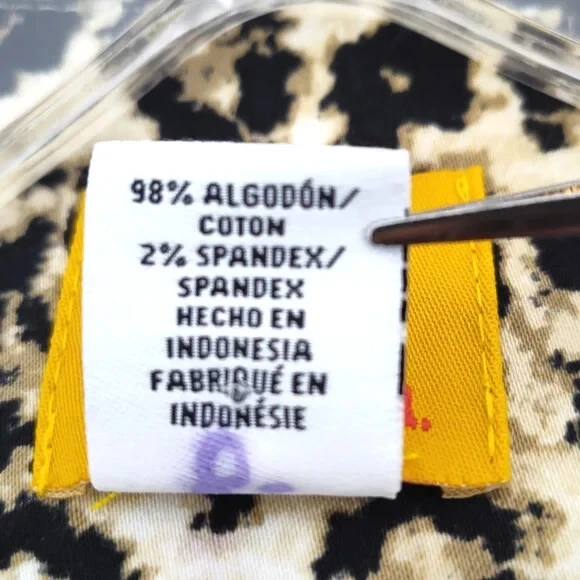 98% ALGODÓN/
COTON
2% SPANDEX/
SPANDEX
HECHO EN
INDONESIA
FABRIQUÉ EN
INDONÉSIE